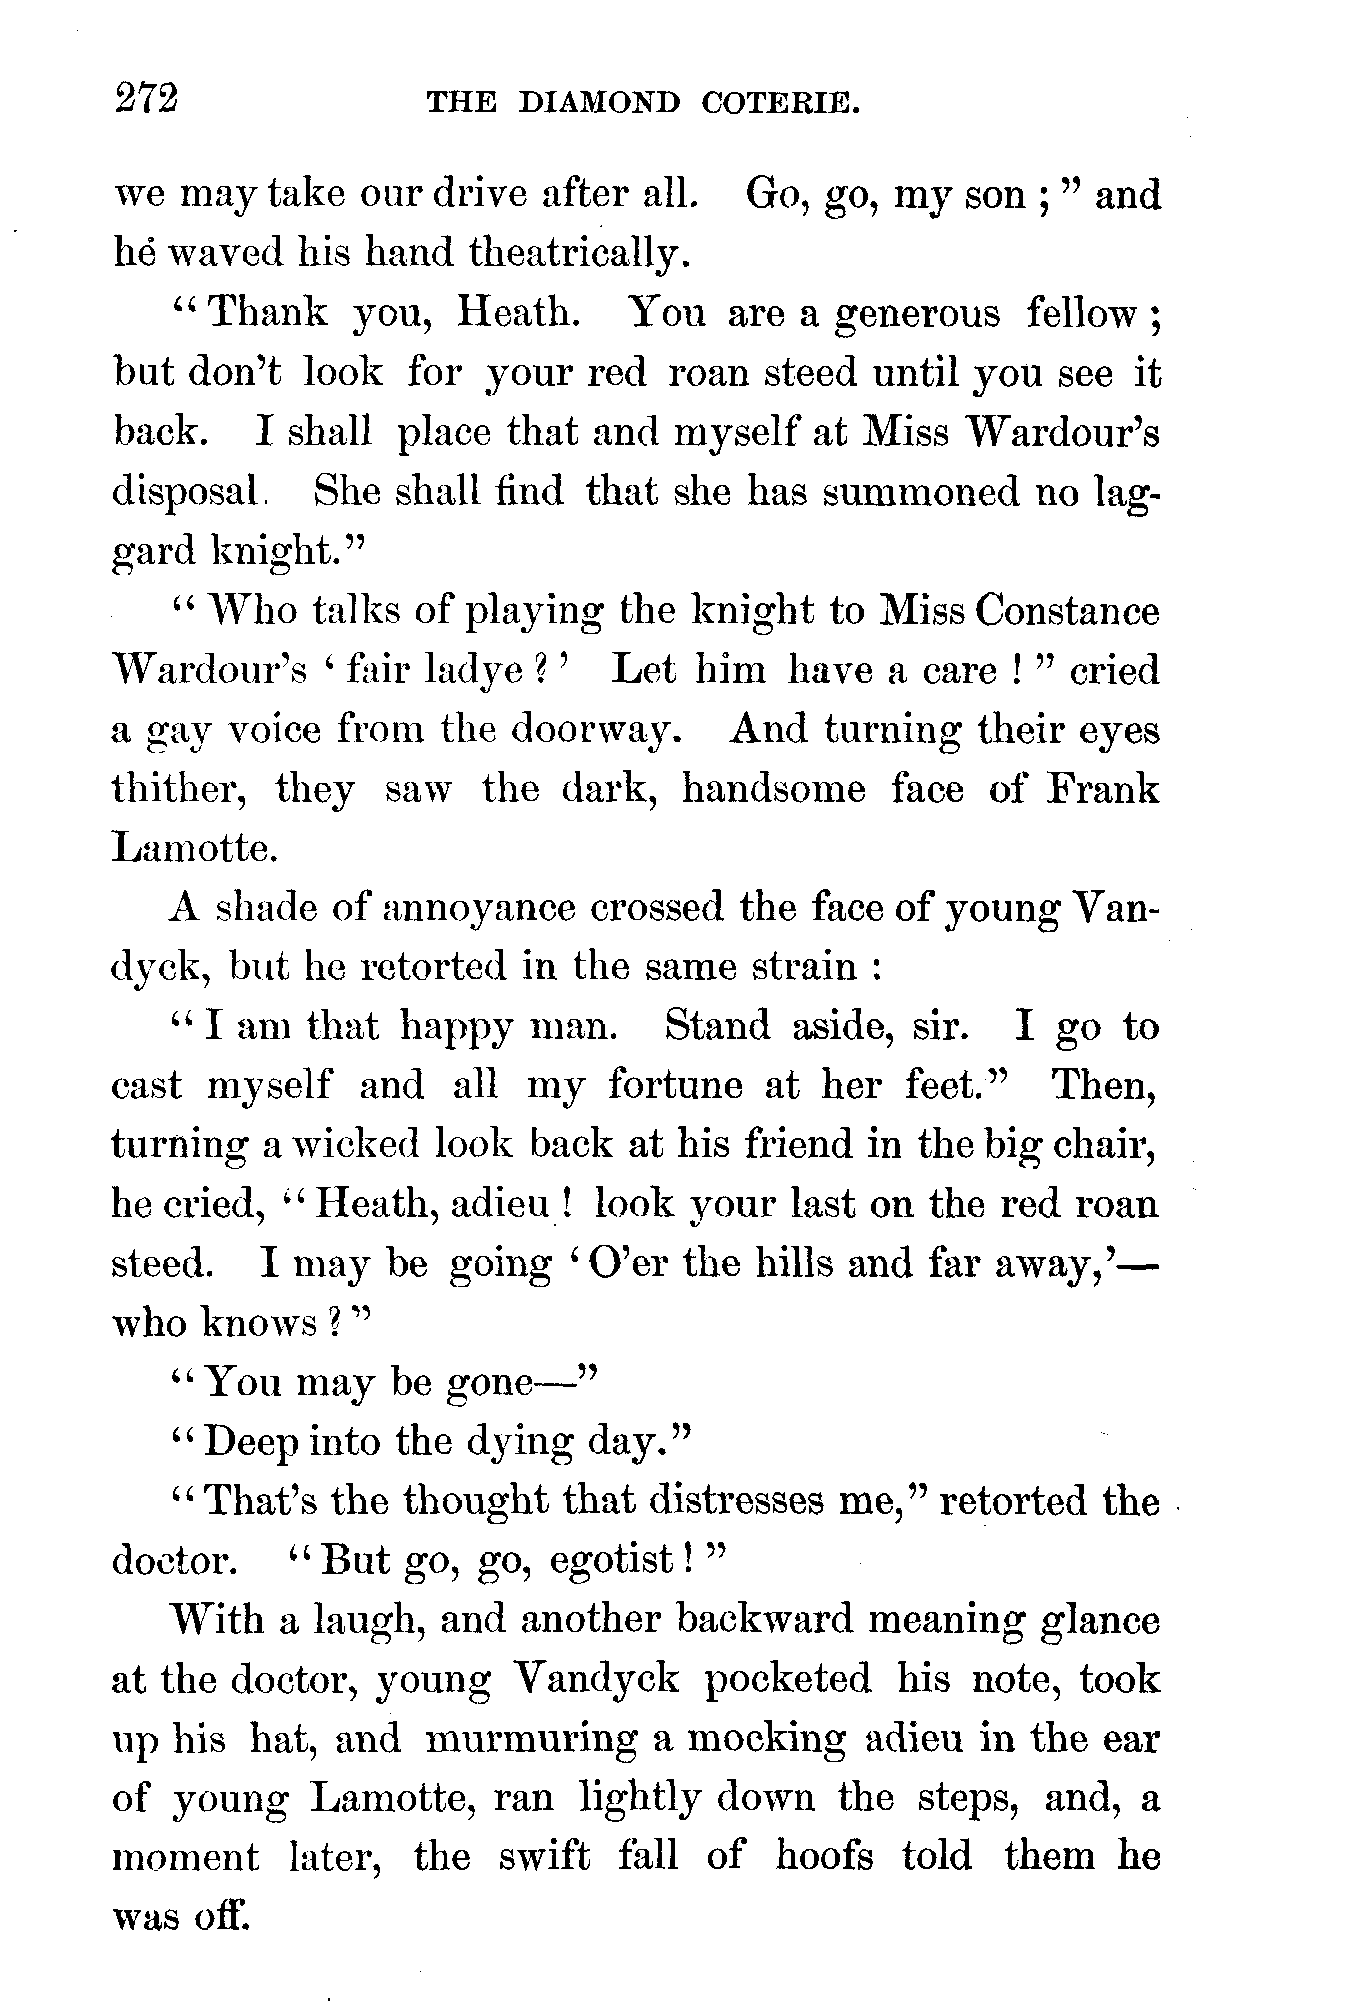 272 THE DIAMOND COTERIE.
we may take our drive after all. Go, go, my son ; " and
he waved his hand theatrically.
" Thank you, Heath. You are a generous fellow ;
but don't look for your red roan steed until you see it
back. I shall place that and myself at Miss Wardour's
disposal. She shall find that she has summoned no lag-
gard knight."
" Who talks of playing the knight to Miss Constance
Wardour's ' fair ladye ? ' Let him have a care ! " cried
a gay voice from the doorway. And turning their eyes
thither, they saw the dark, handsome face of Frank
Lamotte.
A shade of annoyance crossed the face of young Van-
dyck, but he retorted in the same strain :
" I am that happy man. Stand aside, sir. I go to
cast myself and all my fortune at her feet." Then,
turning a wicked look back at his friend in the big chair,
he cried, " Heath, adieu ! look your last on the red roan
steed. I may be going ' O'er the hills and far away,'—
who knows ? "
" You may be gone—"
" Deep into the dying day."
" That's the thought that distresses me," retorted the
doctor. " But go, go, egotist ! "
With a laugh, and another backward meaning glance
at the doctor, young Vandyck pocketed his note, took
up his hat, and murmuring a mocking adieu in the ear
of young Lamotte, ran lightly down the steps, and, a
moment later, the swift fall of hoofs told them he
was off.